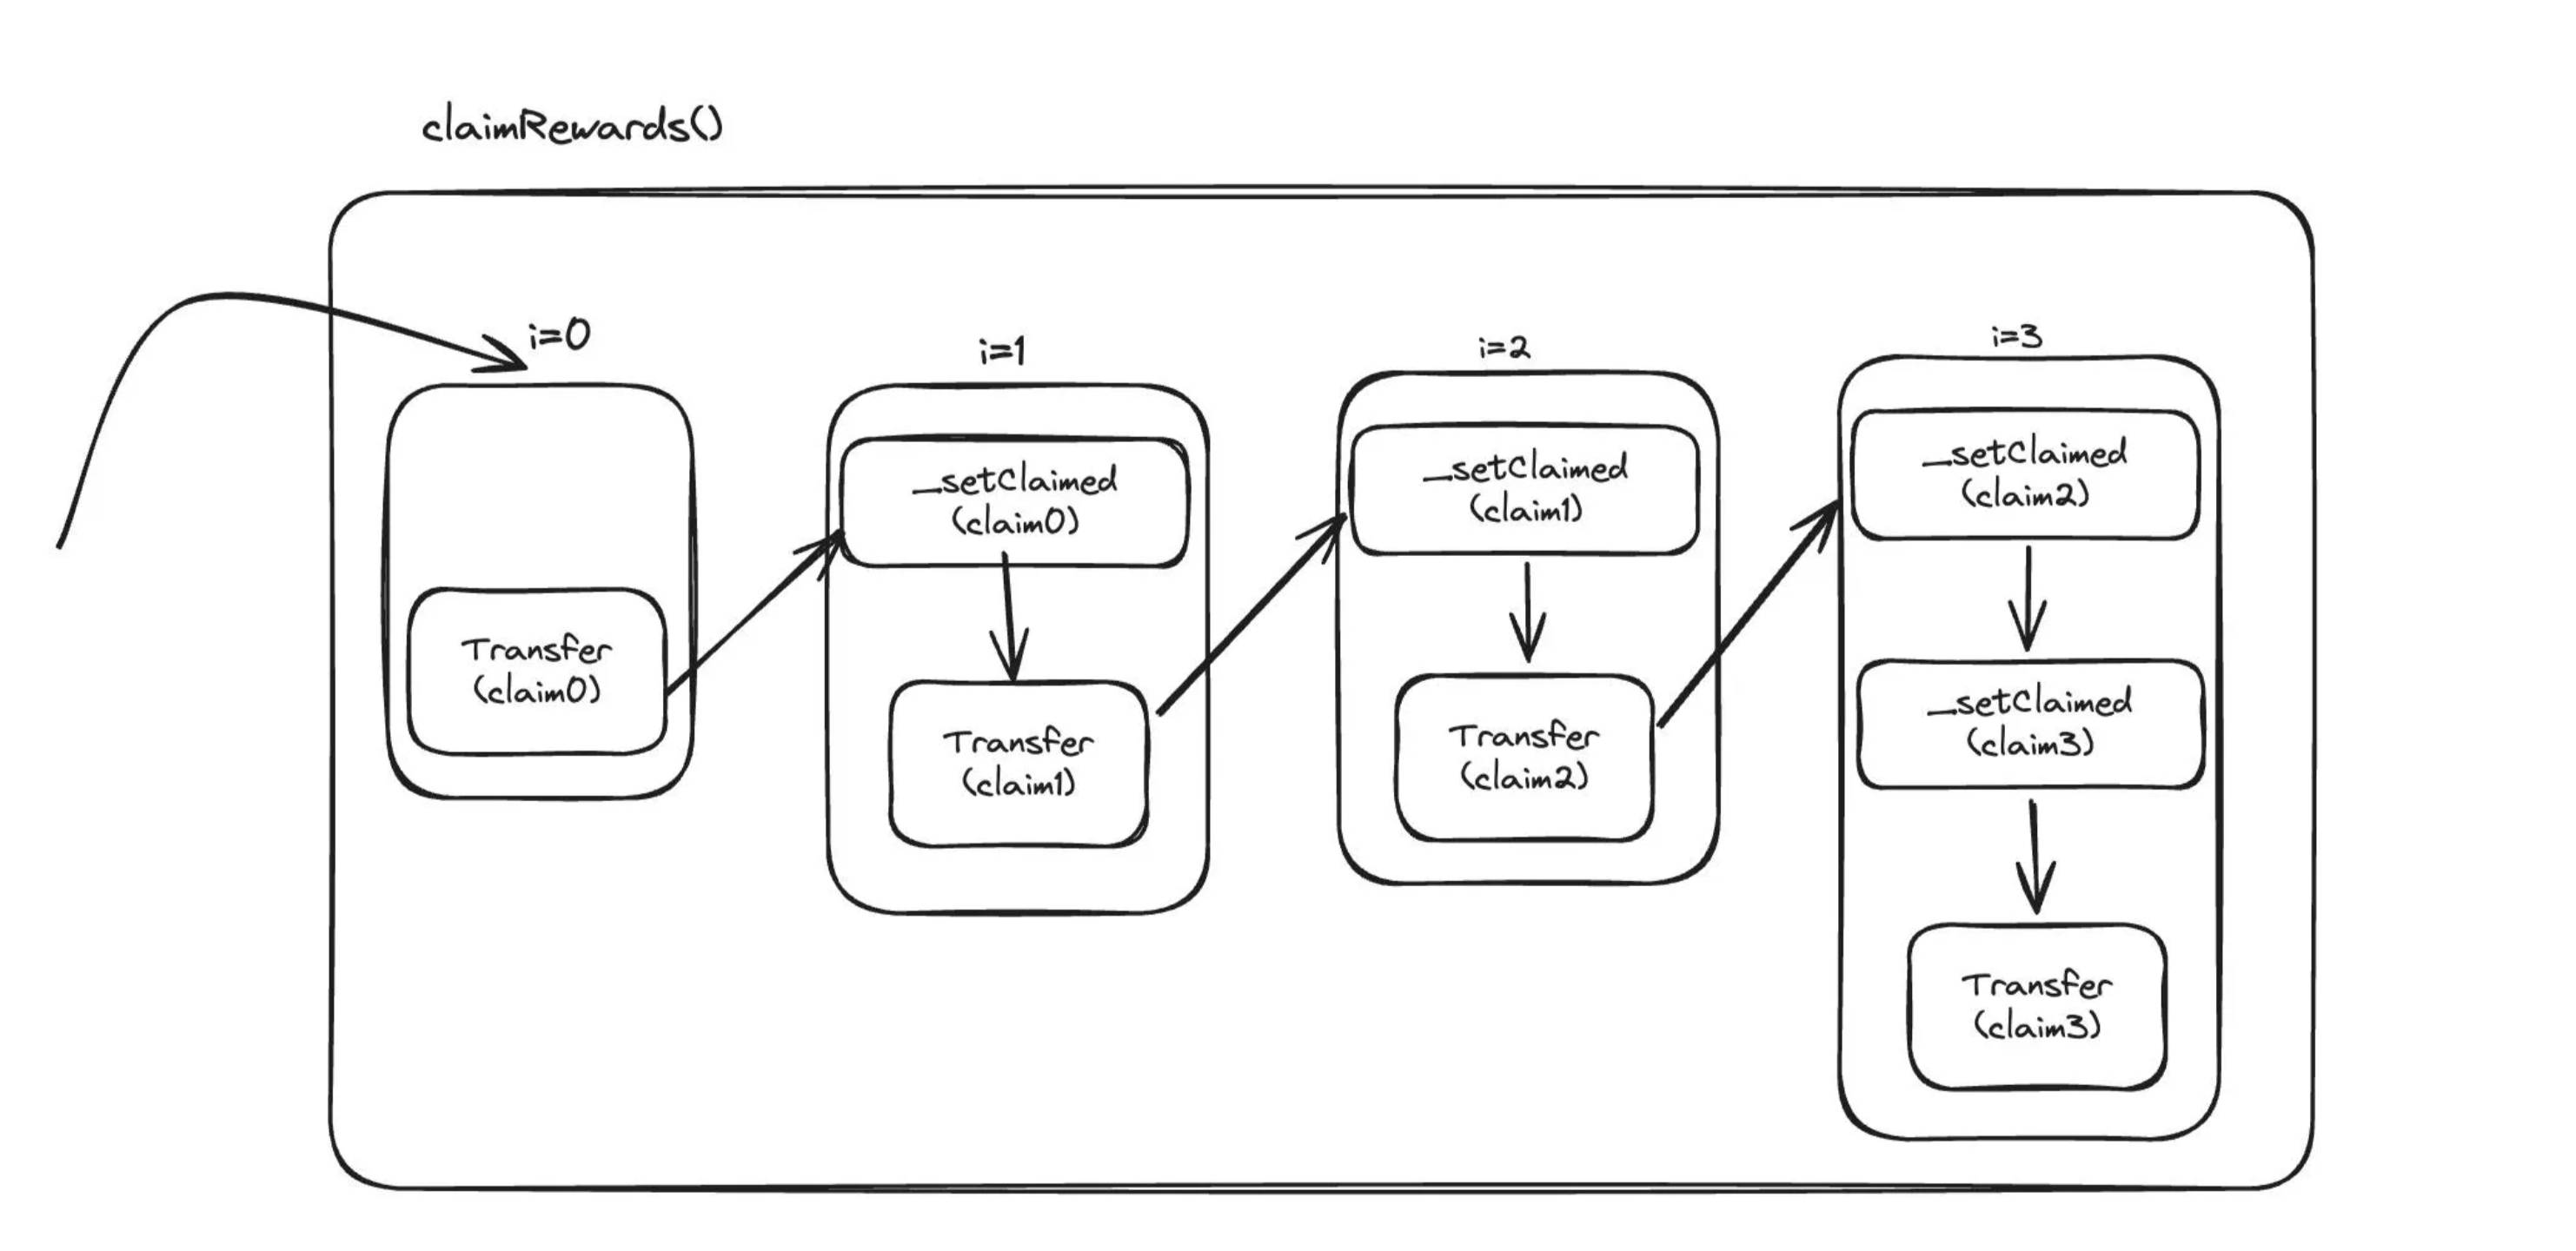 claimRewards()
i=0
Transfer
(claim0)
i=1
_setClaimed
(claim0)
Transfer
(claim1)
i=2
_setClaimed
(claim1)
Transfer
(claim2)
i=3
_setClaimed
(claim2)
_setClaimed
(claim3)
Transfer
(claim3)